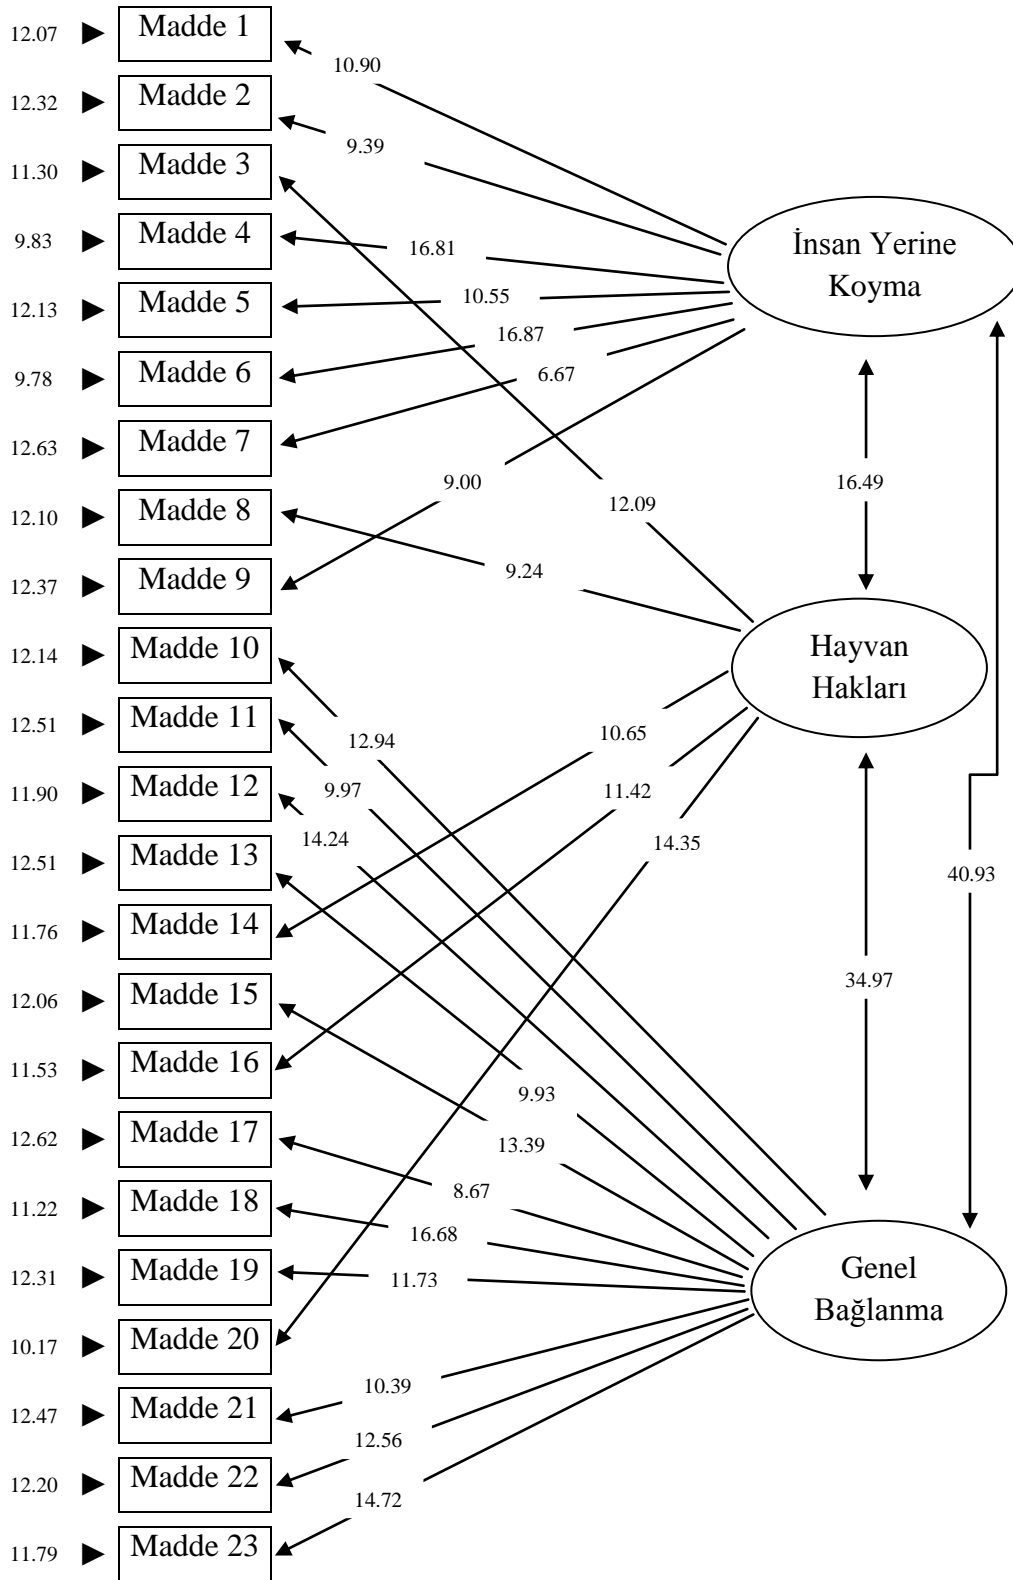 12.07
Madde 1
10.90
12.32
Madde 2
9.39
11.30
Madde 3
9.83
Madde 4
16.81
İnsan Yerine
Koyma
12.13
Madde 5
10.55
16.87
9.78
Madde 6
6.67
12.63
Madde 7
9.00
12.09
16.49
12.10
Madde 8
9.24
12.37
Madde 9
12.14
Madde 10
Hayvan
Hakları
12.51
Madde 11
12.94
10.65
11.90
Madde 12
9.97
11.42
14.24
14.35
12.51
Madde 13
40.93
11.76
Madde 14
34.97
12.06
Madde 15
11.53
Madde 16
9.93
12.62
Madde 17
13.39
8.67
11.22
Madde 18
16.68
12.31
Madde 19
11.73
Genel
Bağlanma
10.17
Madde 20
10.39
12.47
Madde 21
12.56
12.20
Madde 22
14.72
11.79
Madde 23